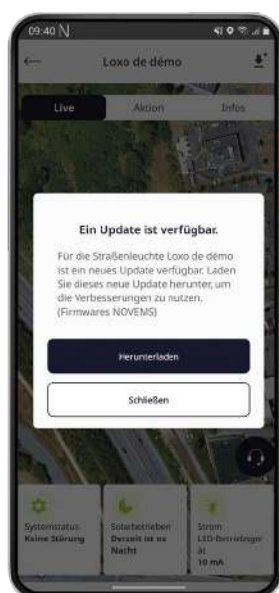 09:40
Loxo de démo
Live Aktion Infos
Ein Update ist verfügbar.
Für die Straßenleuchte Loxo de démo
ist ein neues Update verfügbar. Laden
Sie dieses neue Update herunter, um
die Verbesserungen zu nutzen.
(Firmwares NOVEMS)
Herunterladen
Schließen
Systemstatus
Keine Störung
Solarbetrieben
Derzeit ist es
Nacht
Strom
LED-Betriebsger
ät
10 mA